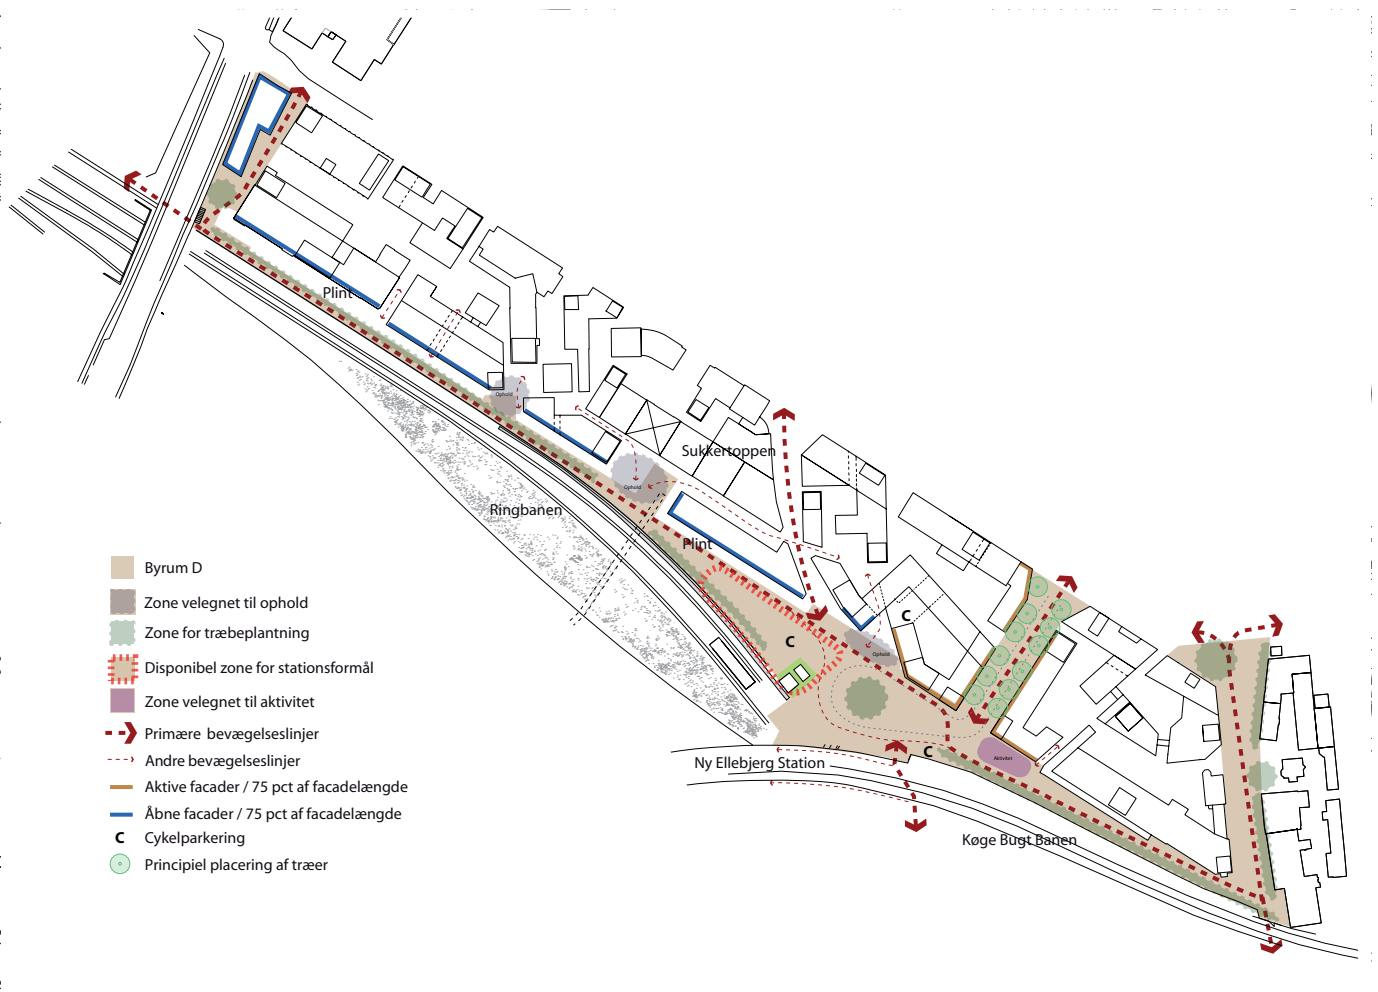 Plint
Ophold
Sukkertoppen
Ophold
Ringbanen
Plint
C
C
Ophold
C
Aktivitet
Ny Ellebjerg Station
Køge Bugt Banen
Byrum D
Zone velegnet til ophold
Zone for træbeplantning
Disponibel zone for stationsformål
Zone velegnet til aktivitet
Primære bevægelseslinjer
Andre bevægelseslinjer
Aktive facader / 75 pct af facadelængde
Åbne facader / 75 pct af facadelængde
C Cykelparkering
Principiel placering af træer